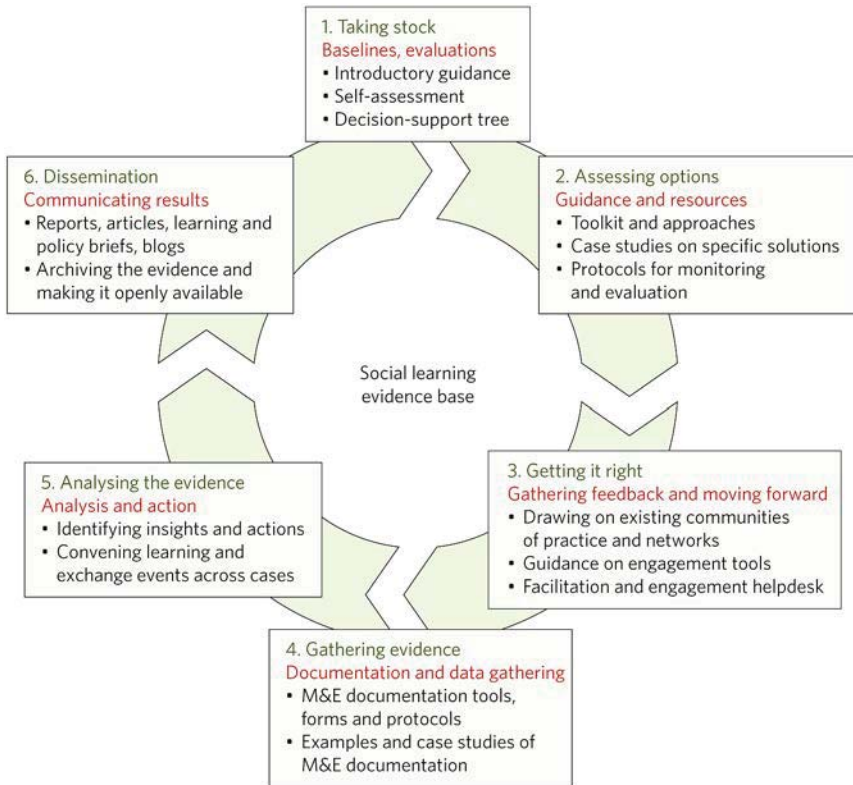 1. Taking stock
Baselines, evaluations
• Introductory guidance
• Self-assessment
• Decision-support tree
2. Assessing options
Guidance and resources
• Toolkit and approaches
• Case studies on specific solutions
• Protocols for monitoring
and evaluation
3. Getting it right
Gathering feedback and moving forward
• Drawing on existing communities
of practice and networks
• Guidance on engagement tools
• Facilitation and engagement helpdesk
4. Gathering evidence
Documentation and data gathering
• M&E documentation tools,
forms and protocols
• Examples and case studies of
M&E documentation
5. Analysing the evidence
Analysis and action
• Identifying insights and actions
• Convening learning and
exchange events across cases
6. Dissemination
Communicating results
• Reports, articles, learning and
policy briefs, blogs
• Archiving the evidence and
making it openly available
Social learning
evidence base